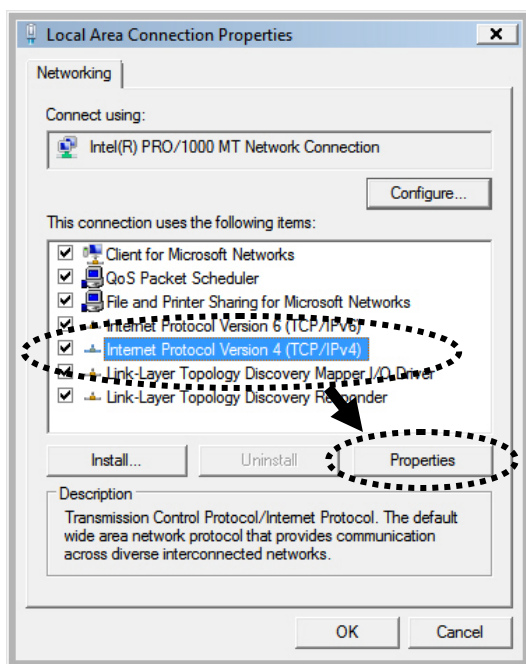 Local Area Connection Properties
Networking
Connect using:
Intel(R) PRO/1000 MT Network Connection
Configure...
This connection uses the following items:
Client for Microsoft Networks
QoS Packet Scheduler
File and Printer Sharing for Microsoft Networks
Internet Protocol Version 6 (TCP/IPv6)
Internet Protocol Version 4 (TCP/IPv4)
Link-Layer Topology Discovery Mapper I/O Driver
Link-Layer Topology Discovery Responder
Install... Uninstall Properties
Description
Transmission Control Protocol/Internet Protocol. The default
wide area network protocol that provides communication
across diverse interconnected networks.
OK Cancel